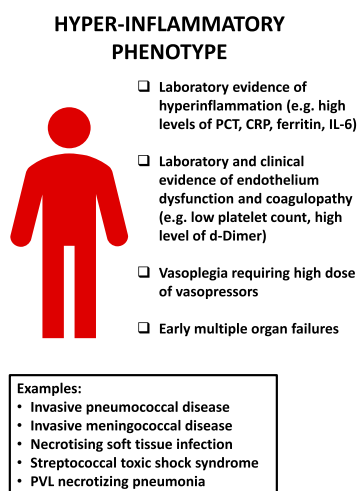 HYPER-INFLAMMATORY
PHENOTYPE
❑ Laboratory evidence of
hyperinflammation (e.g. high
levels of PCT, CRP, ferritin, IL-6)
❑ Laboratory and clinical
evidence of endothelium
dysfunction and coagulopathy
(e.g. low platelet count, high
level of d-Dimer)
❑ Vasoplegia requiring high dose
of vasopressors
❑ Early multiple organ failures
Examples:
• Invasive pneumococcal disease
• Invasive meningococcal disease
• Necrotising soft tissue infection
• Streptococcal toxic shock syndrome
• PVL necrotizing pneumonia